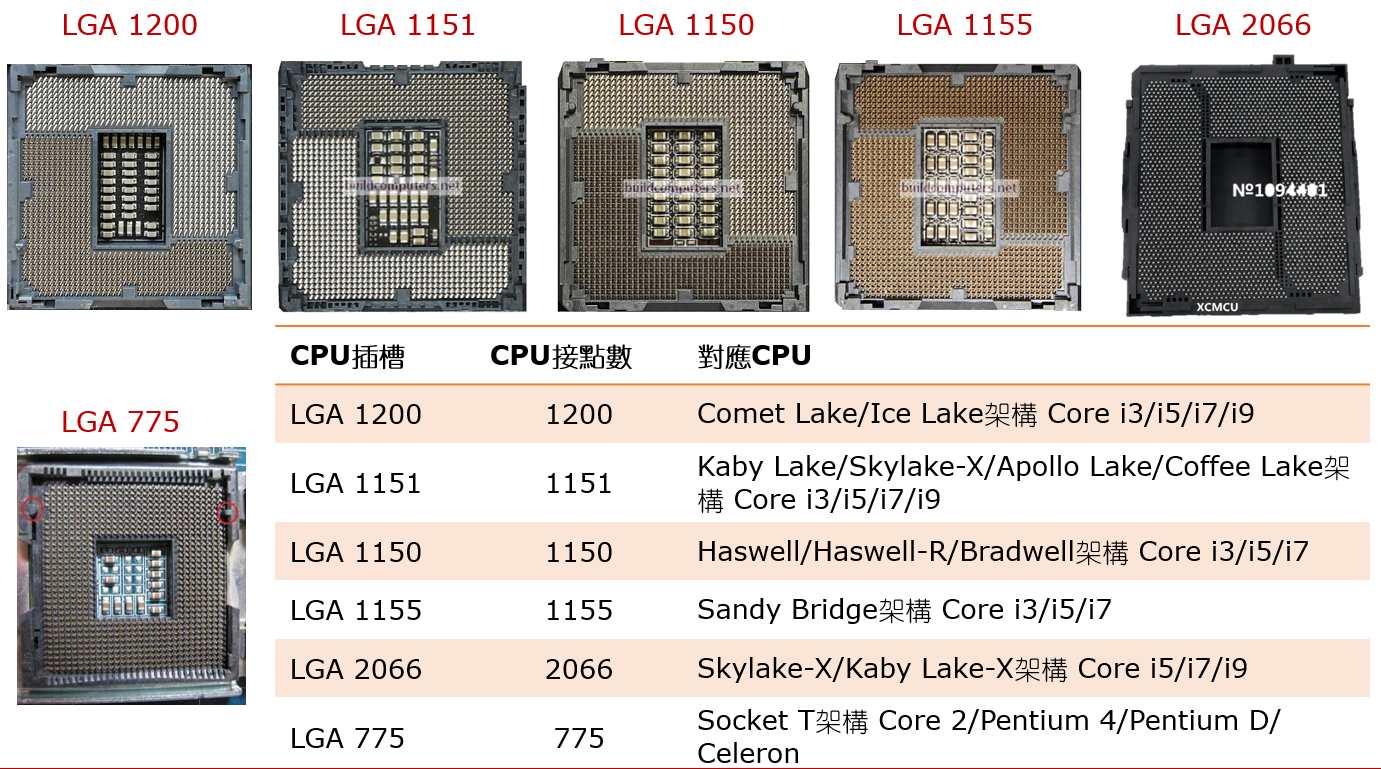 LGA 1200
LGA 1151
LGA 1150
LGA 1155
LGA 2066
buildcomputers.net
buildcomputers.net
buildcomputers.net
XCMCU
LGA 775
CPU插槽 CPU接點數 對應CPU
LGA 1200 1200 Comet Lake/Ice Lake架構 Core i3/i5/i7/i9
LGA 1151 1151 Kaby Lake/Skylake-X/Apollo Lake/Coffee Lake架
構 Core i3/i5/i7/i9
LGA 1150 1150 Haswell/Haswell-R/Bradwell架構 Core i3/i5/i7
LGA 1155 1155 Sandy Bridge架構 Core i3/i5/i7
LGA 2066 2066 Skylake-X/Kaby Lake-X架構 Core i5/i7/i9
LGA 775 775 Socket T架構 Core 2/Pentium 4/Pentium D/
Celeron